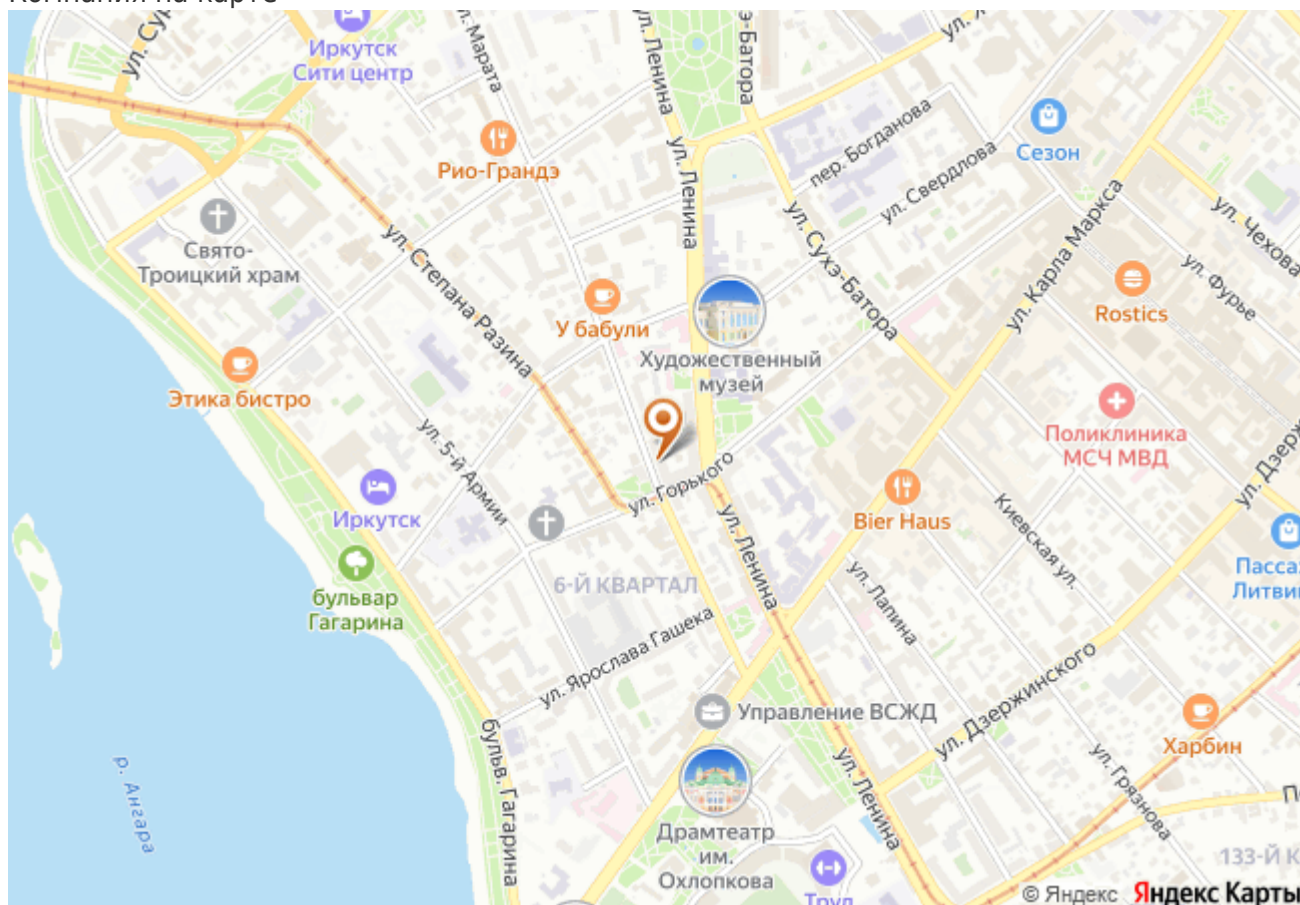 Компания на карте
Иркутск
Сити центр
ул. Марата
ул. Ленина
Рио-Грандэ
ул. Ленина
пер. Богданова
ул. Свердлова
Сезон
ул. Карла Маркса
ул. Чехова
Свято-
Троицкий храм
ул. Степана Разина
У бабули
ул. Сухэ-Батора
ул. Фурье
Rostics
Художественный
музей
Этика бистро
ул. 5-й Армии
Поликлиника
МСЧ МВД
Иркутск
ул. Горького
Bier Haus
Киевская ул.
ул. Ленина
бульвар
Гагарина
6-Й КВАРТАЛ
ул. Лапина
ул. Ярослава Гашека
Управление ВСЖД
ул. Дзержинского
Харбин
бульв. Гагарина
р. Ангара
ул. Ленина
ул. Грязнова
Драмтеатр
им.
Охлопкова
Труд
© Яндекс Яндекс Карты